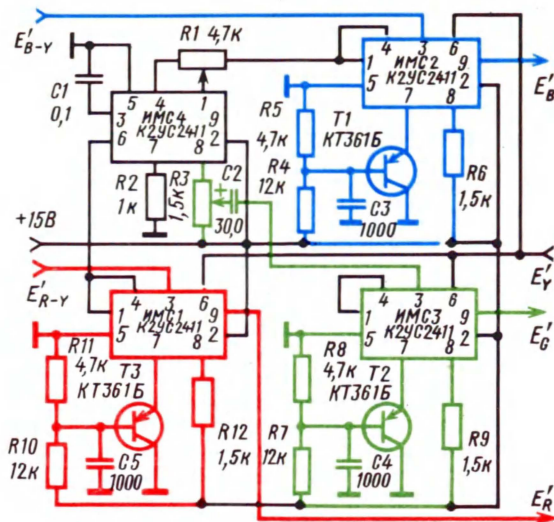 E'B-Y
R1 4,7к
C1
0,1
5 4 1
ИМС4
К2УС2411
3 9
6 7 8 2
R2
1к
R3
1,5к
C2
+
30,0
3 6
1 ИМС2 9
5 К2УС2411
7 8
2
E'B
R5
4,7к
R4
12к
T1
КТ361Б
C3
1000
R6
1,5к
+15В
E'Y
E'R-Y
4 3 6
1 ИМС1 9
5 К2УС2411 2
7 8
R11
4,7к
T3
КТ361Б
R10
12к
C5
1000
R12
1,5к
4 3 6
1 ИМС3 9
5 К2УС2411 2
7 8
E'G
R8
4,7к
T2
КТ361Б
R7
12к
C4
1000
R9
1,5к
E'R